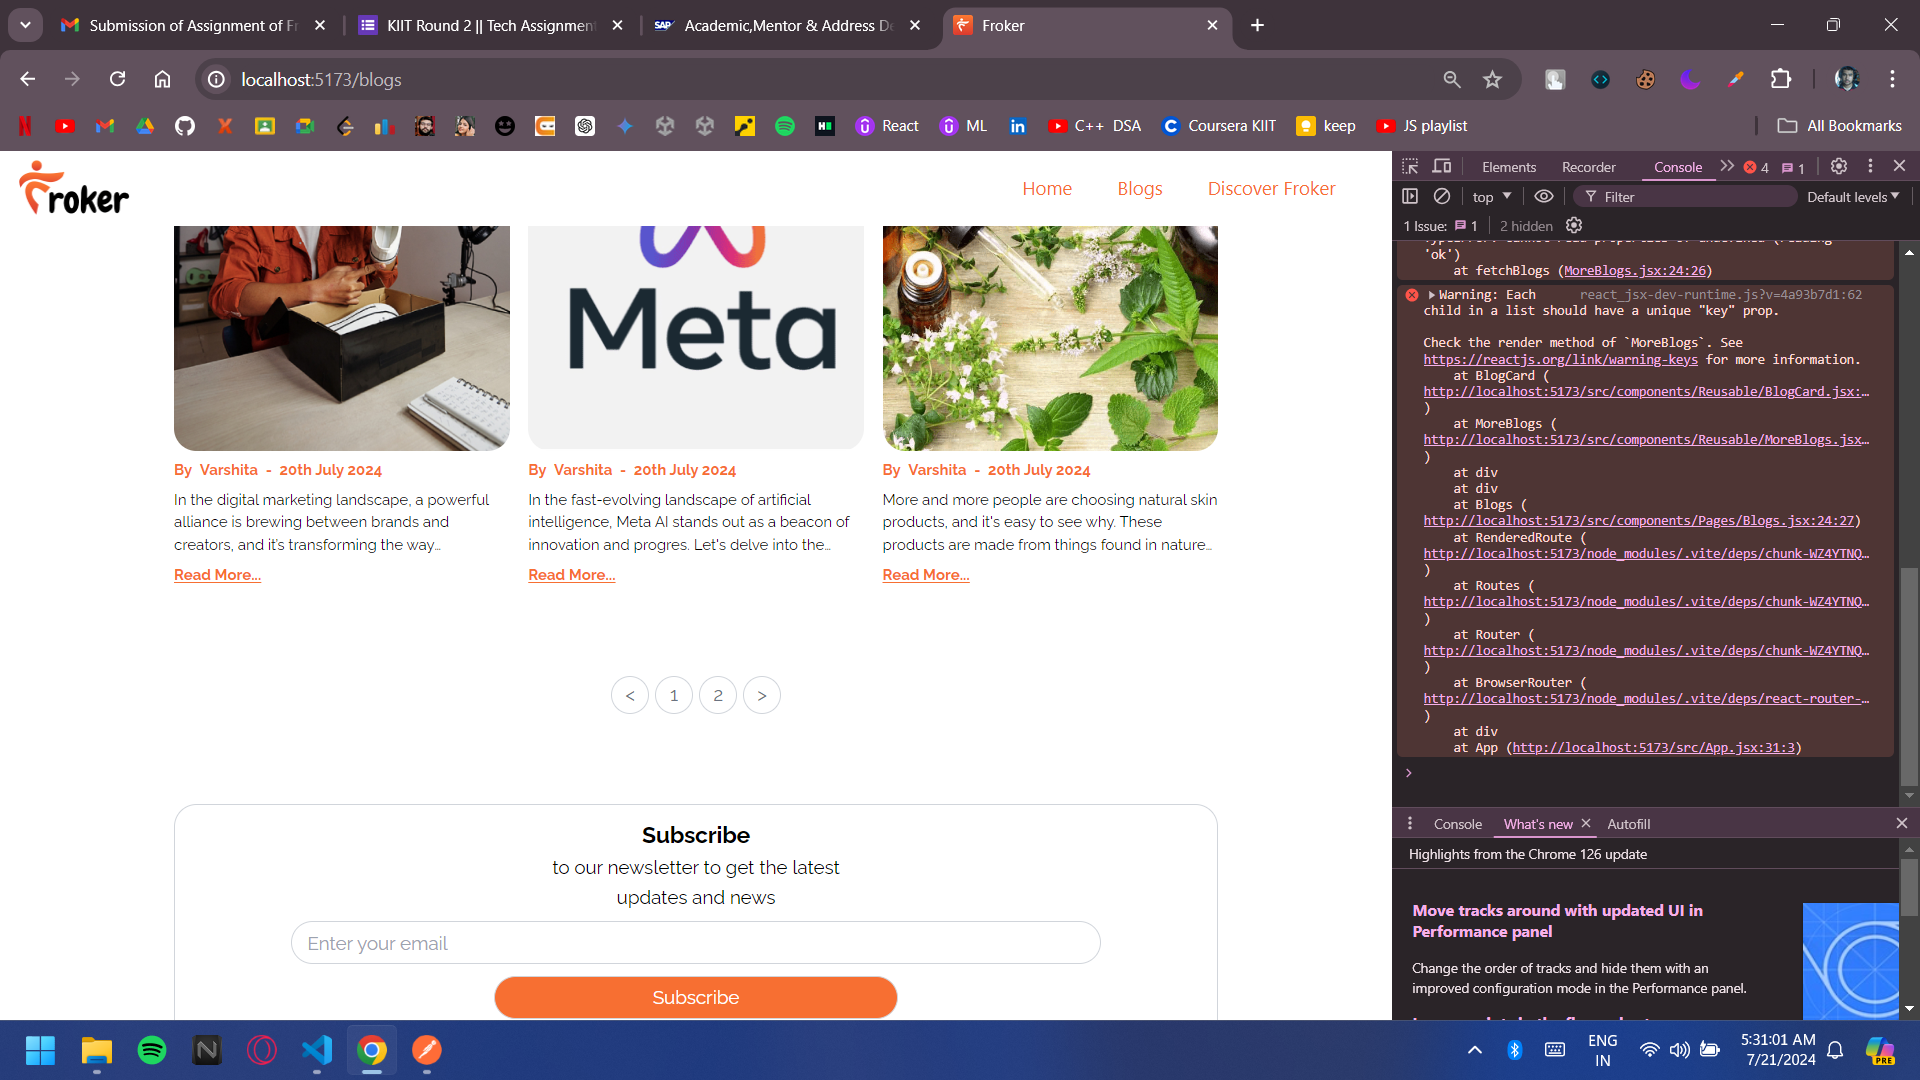 Submission of Assignment of Fr
KIIT Round 2 || Tech Assignment
SAP
Academic,Mentor & Address De
Froker
localhost:5173/blogs
React
ML
C++ DSA
Coursera KIIT
keep
JS playlist
All Bookmarks
Froker
Home
Blogs
Discover Froker
Meta
By Varshita - 20th July 2024
In the digital marketing landscape, a powerful
alliance is brewing between brands and
creators, and it's transforming the way...
Read More...
By Varshita - 20th July 2024
In the fast-evolving landscape of artificial
intelligence, Meta AI stands out as a beacon of
innovation and progres. Let's delve into the...
Read More...
By Varshita - 20th July 2024
More and more people are choosing natural skin
products, and it's easy to see why. These
products are made from things found in nature...
Read More...
< 1 2 >
Subscribe
to our newsletter to get the latest
updates and news
Enter your email
Subscribe
Elements
Recorder
Console
4
1
top
Filter
Default levels
1 Issue: 1
2 hidden
'ok')
at fetchBlogs (MoreBlogs.jsx:24:26)
Warning: Each react_jsx-dev-runtime.js?v=4a93b7d1:62
child in a list should have a unique "key" prop.
Check the render method of `MoreBlogs`. See
https://reactjs.org/link/warning-keys for more information.
at BlogCard (
http://localhost:5173/src/components/Reusable/BlogCard.jsx:…
)
at MoreBlogs (
http://localhost:5173/src/components/Reusable/MoreBlogs.jsx…
)
at div
at div
at Blogs (
http://localhost:5173/src/components/Pages/Blogs.jsx:24:27)
at RenderedRoute (
http://localhost:5173/node_modules/.vite/deps/chunk-WZ4YTNQ…
)
at Routes (
http://localhost:5173/node_modules/.vite/deps/chunk-WZ4YTNQ…
)
at Router (
http://localhost:5173/node_modules/.vite/deps/chunk-WZ4YTNQ…
)
at BrowserRouter (
http://localhost:5173/node_modules/.vite/deps/react-router-…
)
at div
at App (http://localhost:5173/src/App.jsx:31:3)
Console
What's new
Autofill
Highlights from the Chrome 126 update
Move tracks around with updated UI in
Performance panel
Change the order of tracks and hide them with an
improved configuration mode in the Performance panel.
ENG
IN
5:31:01 AM
7/21/2024
PRE